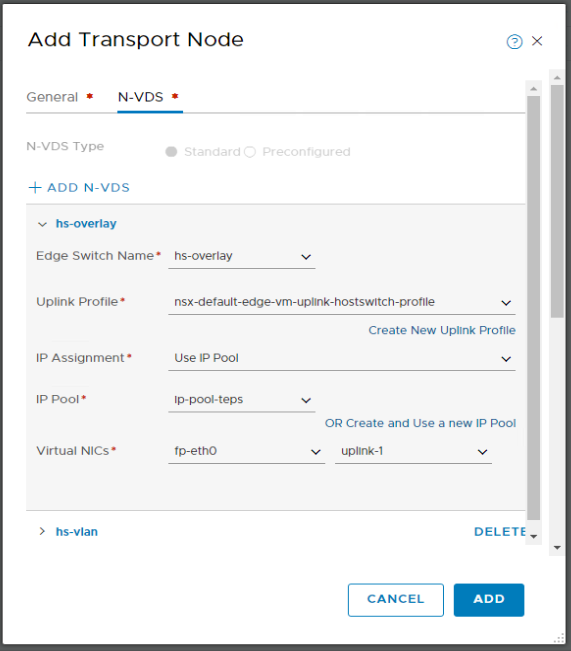 Add Transport Node
General *
N-VDS *
N-VDS Type
Standard
Preconfigured
+ ADD N-VDS
hs-overlay
Edge Switch Name* hs-overlay
Uplink Profile* nsx-default-edge-vm-uplink-hostswitch-profile
Create New Uplink Profile
IP Assignment* Use IP Pool
IP Pool* ip-pool-teps
OR Create and Use a new IP Pool
Virtual NICs* fp-eth0 uplink-1
hs-vlan DELETE
CANCEL ADD